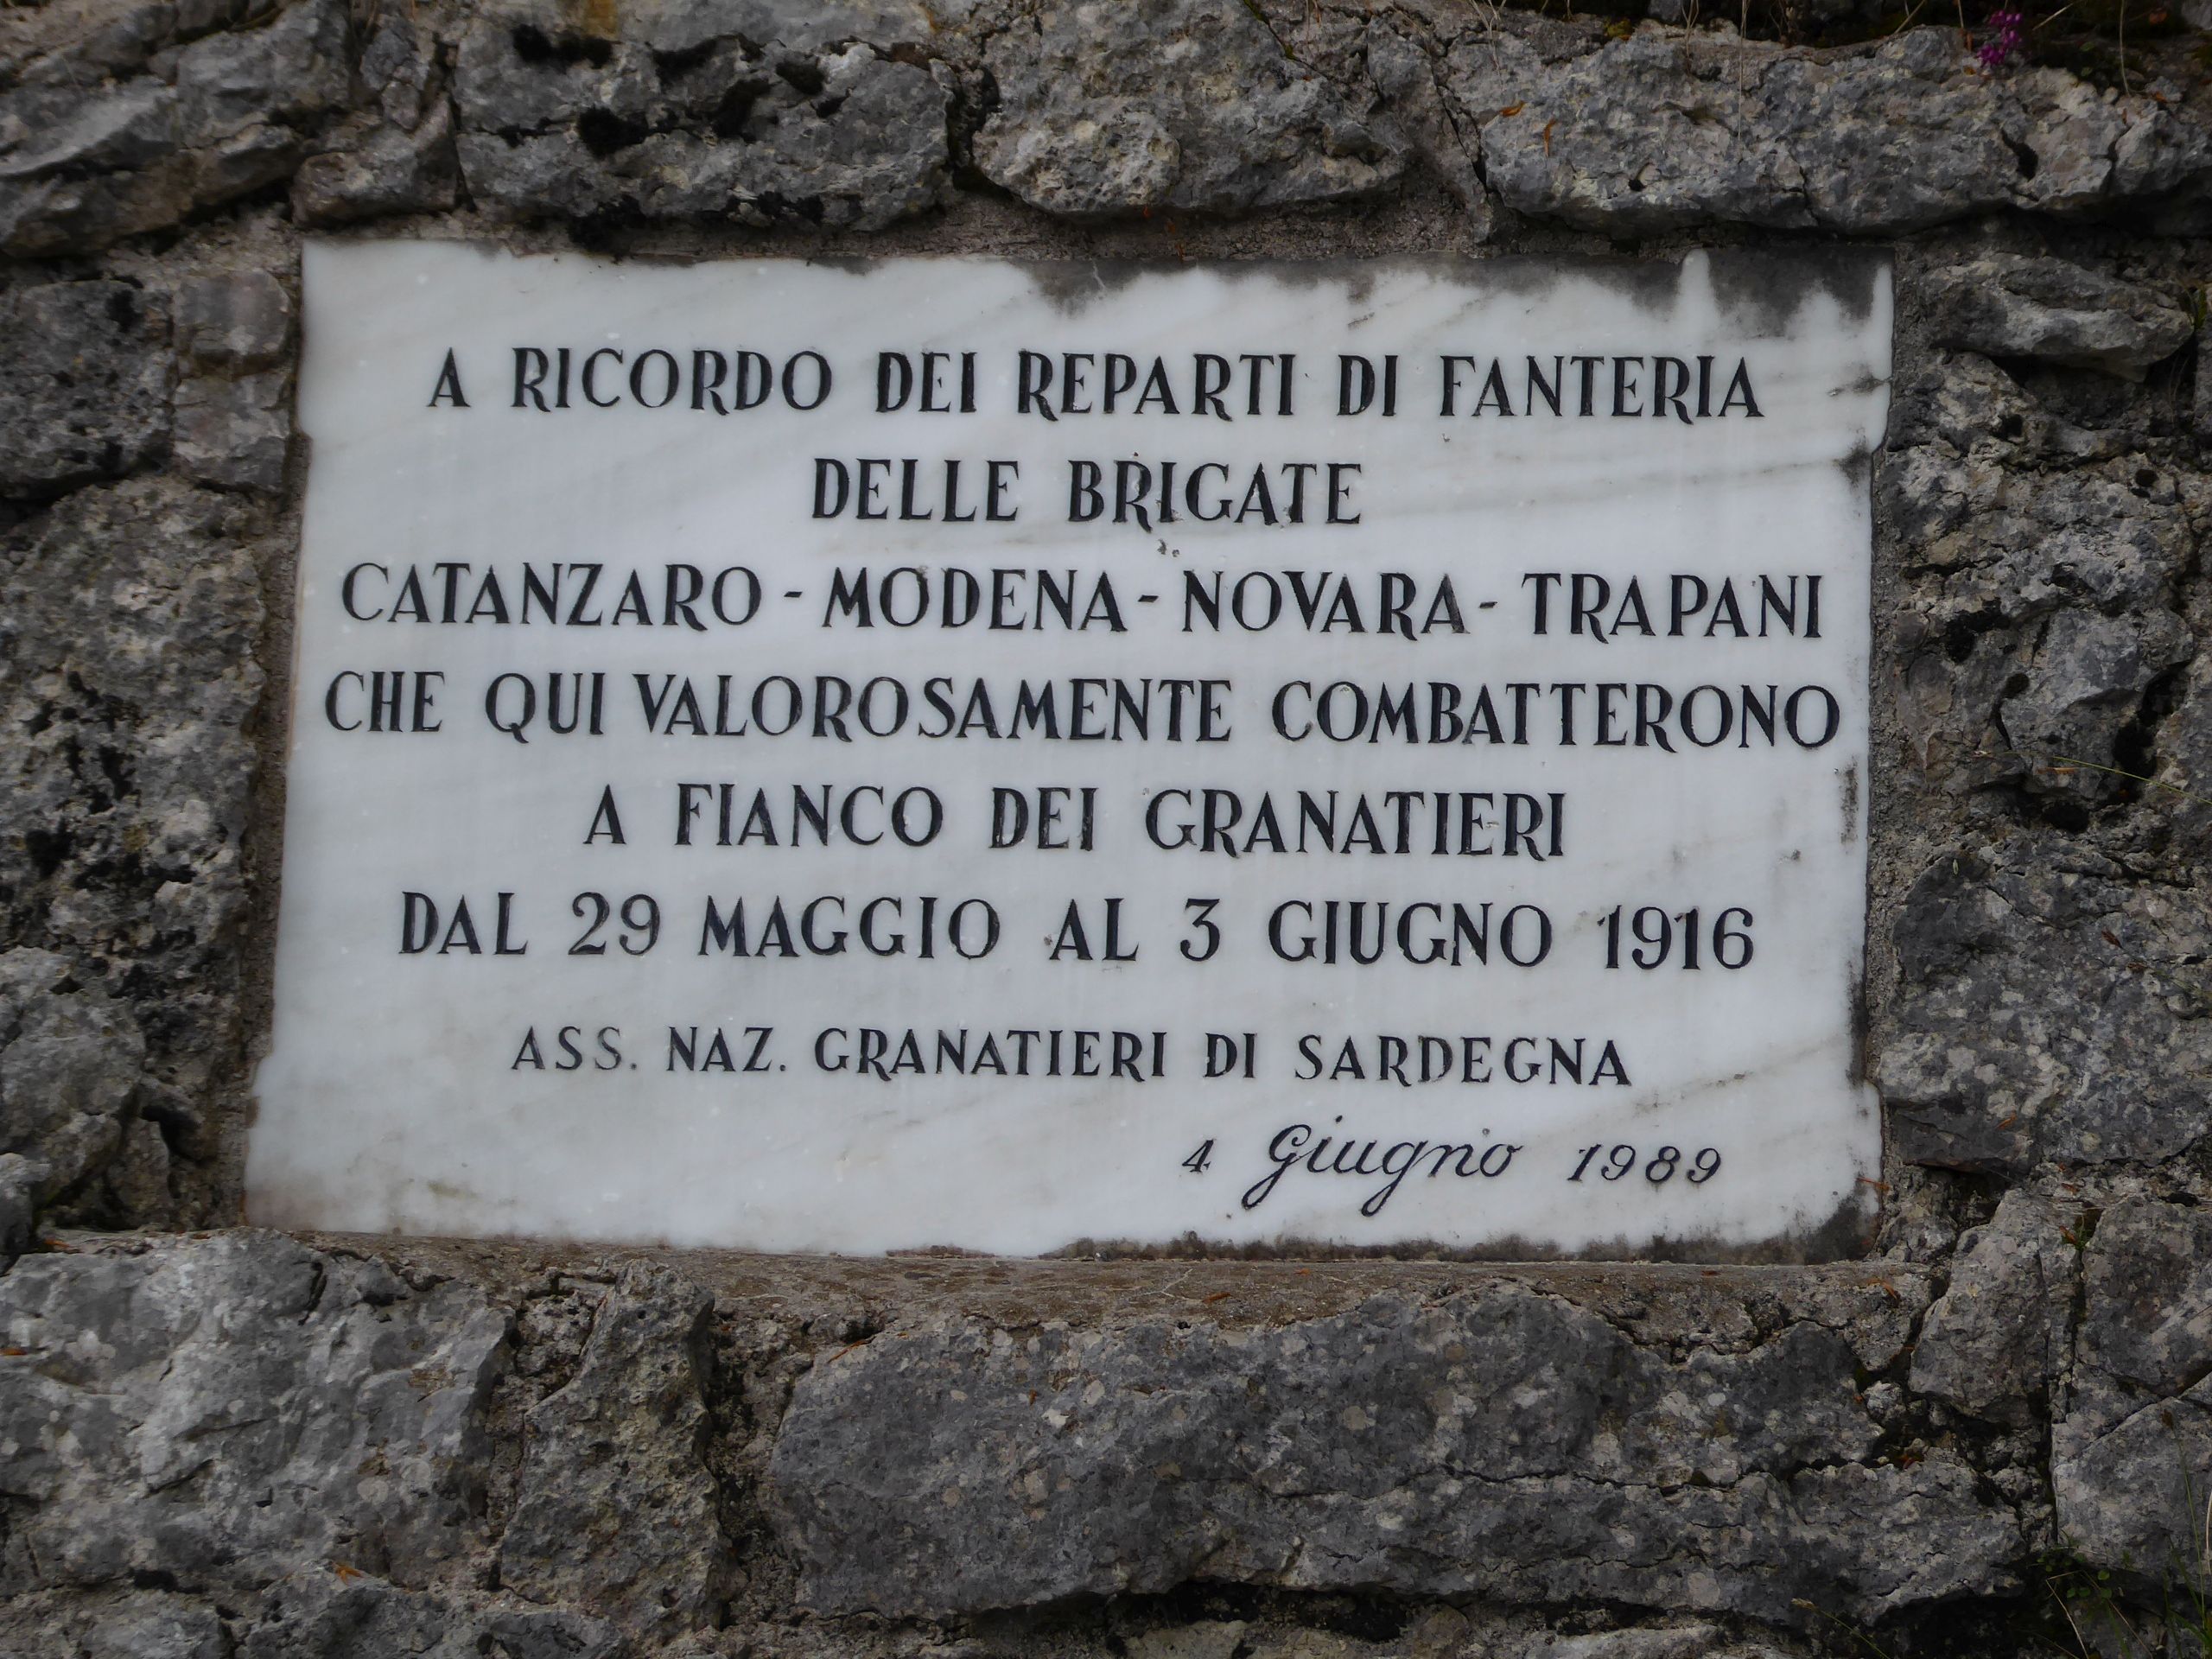 A RICORDO DEI REPARTI DI FANTERIA
DELLE BRIGATE
CATANZARO - MODENA - NOVARA - TRAPANI
CHE QUI VALOROSAMENTE COMBATTERONO
A FIANCO DEI GRANATIERI
DAL 29 MAGGIO AL 3 GIUGNO 1916
ASS. NAZ. GRANATIERI DI SARDEGNA
4 Giugno 1989